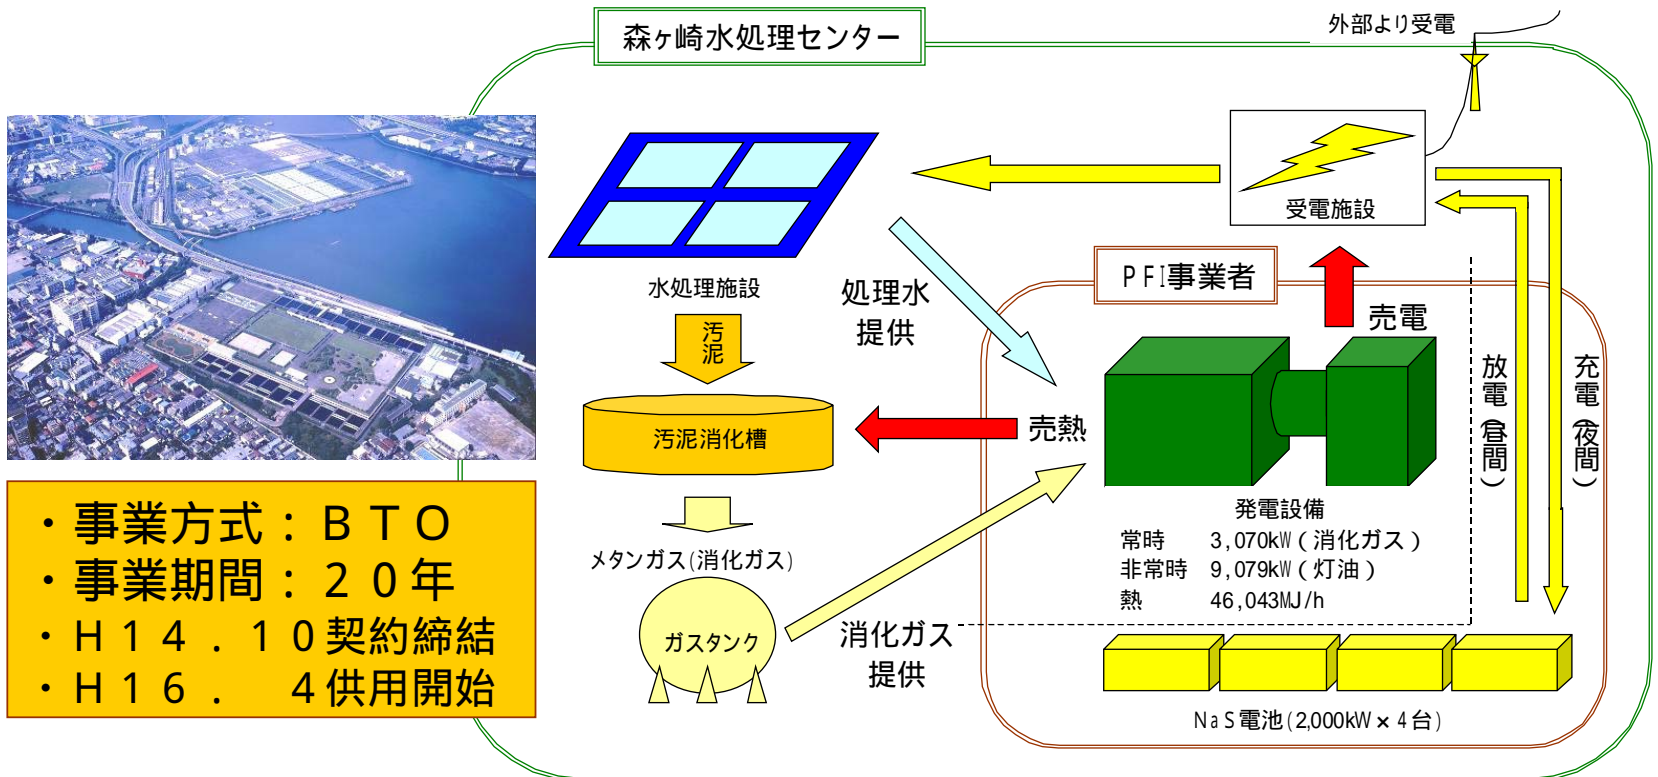 森ヶ崎水処理センター
外部より受電
受電施設
水処理施設
処理水
提供
PFI事業者
売電
汚泥
放電(昼間)
充電(夜間)
汚泥消化槽
売熱
発電設備
常時 3,070kW(消化ガス)
非常時 9,079kW(灯油)
熱 46,043MJ/h
メタンガス(消化ガス)
ガスタンク
消化ガス
提供
NaS電池(2,000kW×4台)
・事業方式:BTO
・事業期間:20年
・H14.10契約締結
・H16. 4供用開始